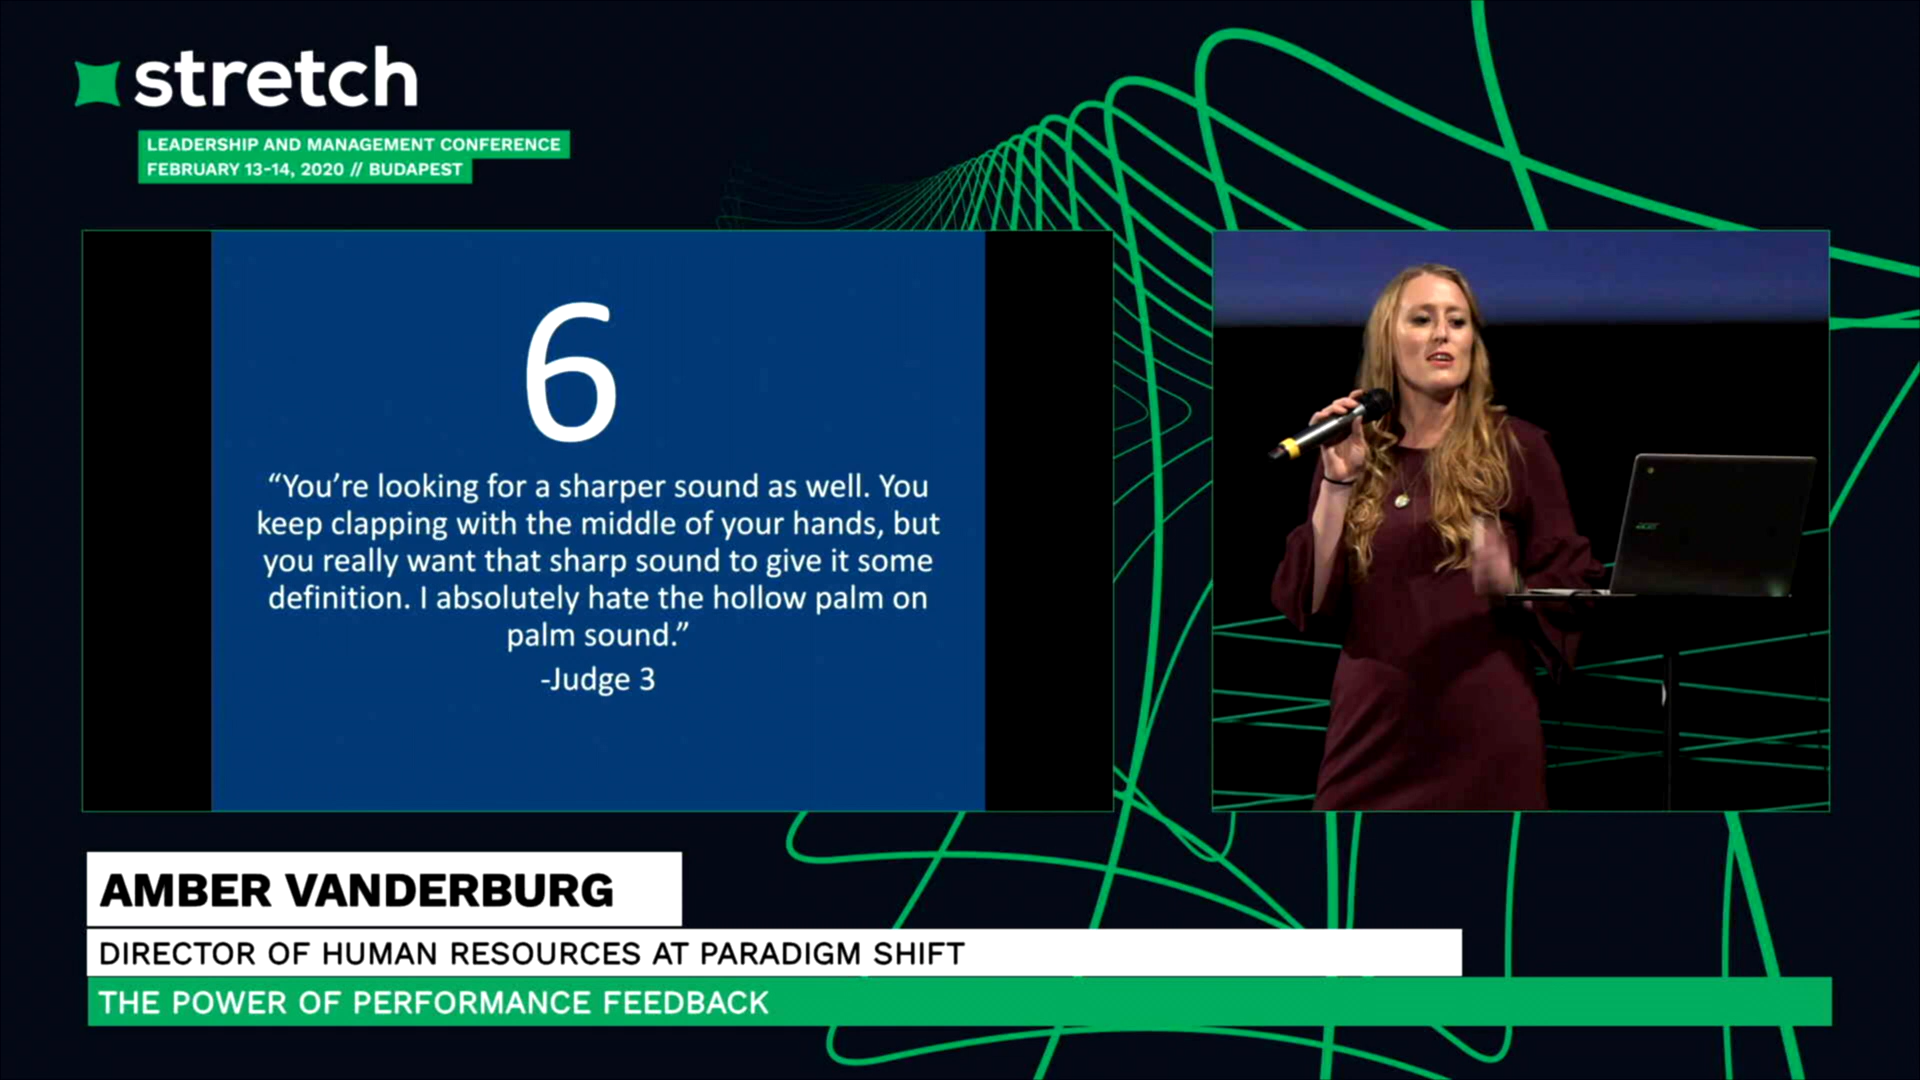 stretch
LEADERSHIP AND MANAGEMENT CONFERENCE
FEBRUARY 13-14, 2020 // BUDAPEST
6
“You’re looking for a sharper sound as well. You
keep clapping with the middle of your hands, but
you really want that sharp sound to give it some
definition. I absolutely hate the hollow palm on
palm sound.”
-Judge 3
acer
AMBER VANDERBURG
DIRECTOR OF HUMAN RESOURCES AT PARADIGM SHIFT
THE POWER OF PERFORMANCE FEEDBACK